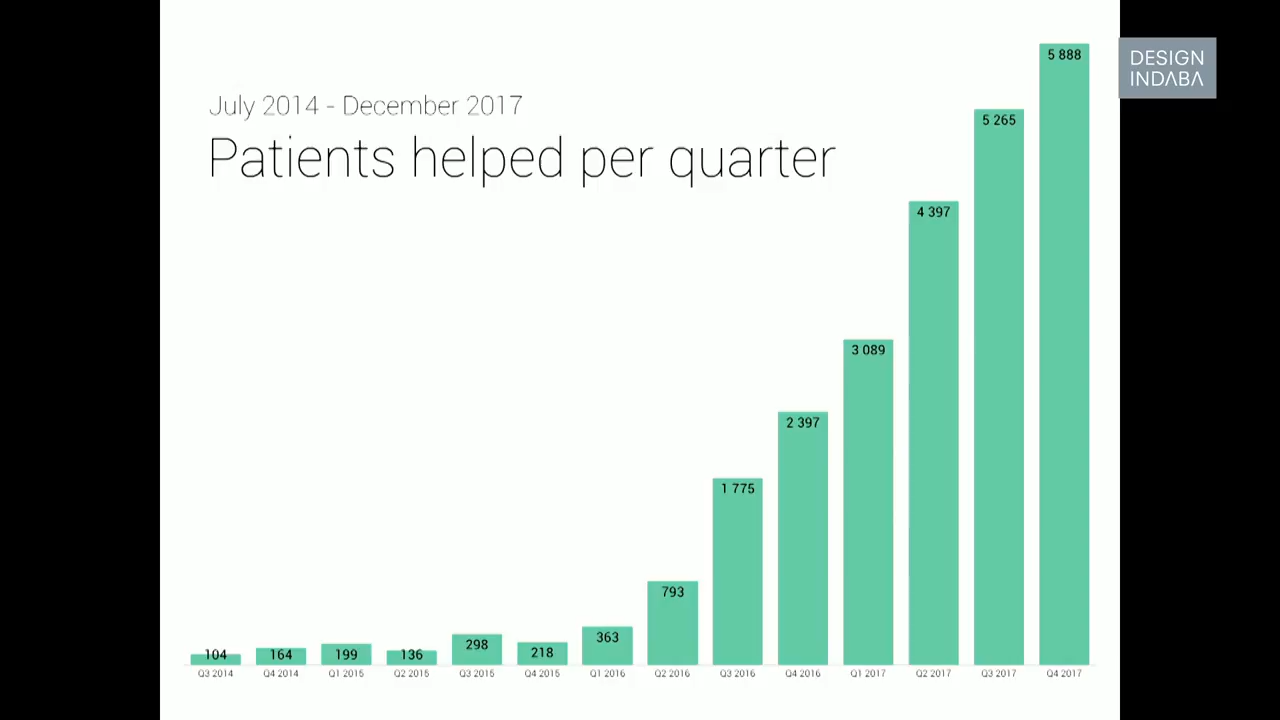 July 2014 - December 2017
Patients helped per quarter
DESIGN
INDABA
5 888
5 265
4 397
3 089
2 397
1 775
793
363
298
218
199
164
136
104
Q3 2014
Q4 2014
Q1 2015
Q2 2015
Q3 2015
Q4 2015
Q1 2016
Q2 2016
Q3 2016
Q4 2016
Q1 2017
Q2 2017
Q3 2017
Q4 2017